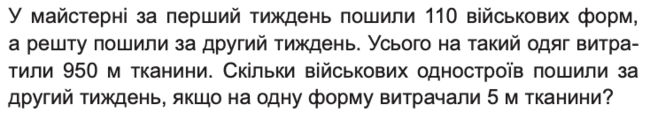 У майстерні за перший тиждень пошили 110 військових форм,
а решту пошили за другий тиждень. Усього на такий одяг витра-
тили 950 м тканини. Скільки військових одностроїв пошили за
другий тиждень, якщо на одну форму витрачали 5 м тканини?